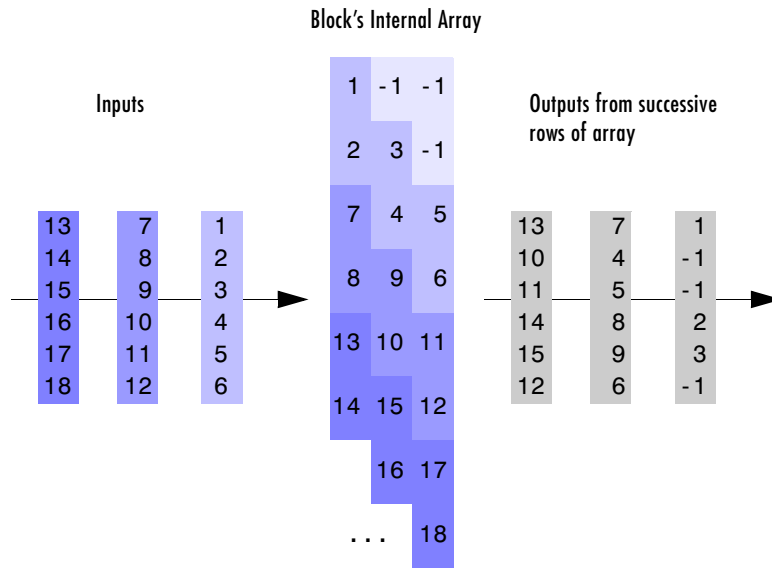 Block's Internal Array
Inputs
Outputs from successive
rows of array
1 -1 -1
2 3 -1
7 4 5
8 9 6
13 10 11
14 15 12
16 17
... 18
13 7 1
14 8 2
15 9 3
16 10 4
17 11 5
18 12 6
13 7 1
10 4 -1
11 5 -1
14 8 2
15 9 3
12 6 -1